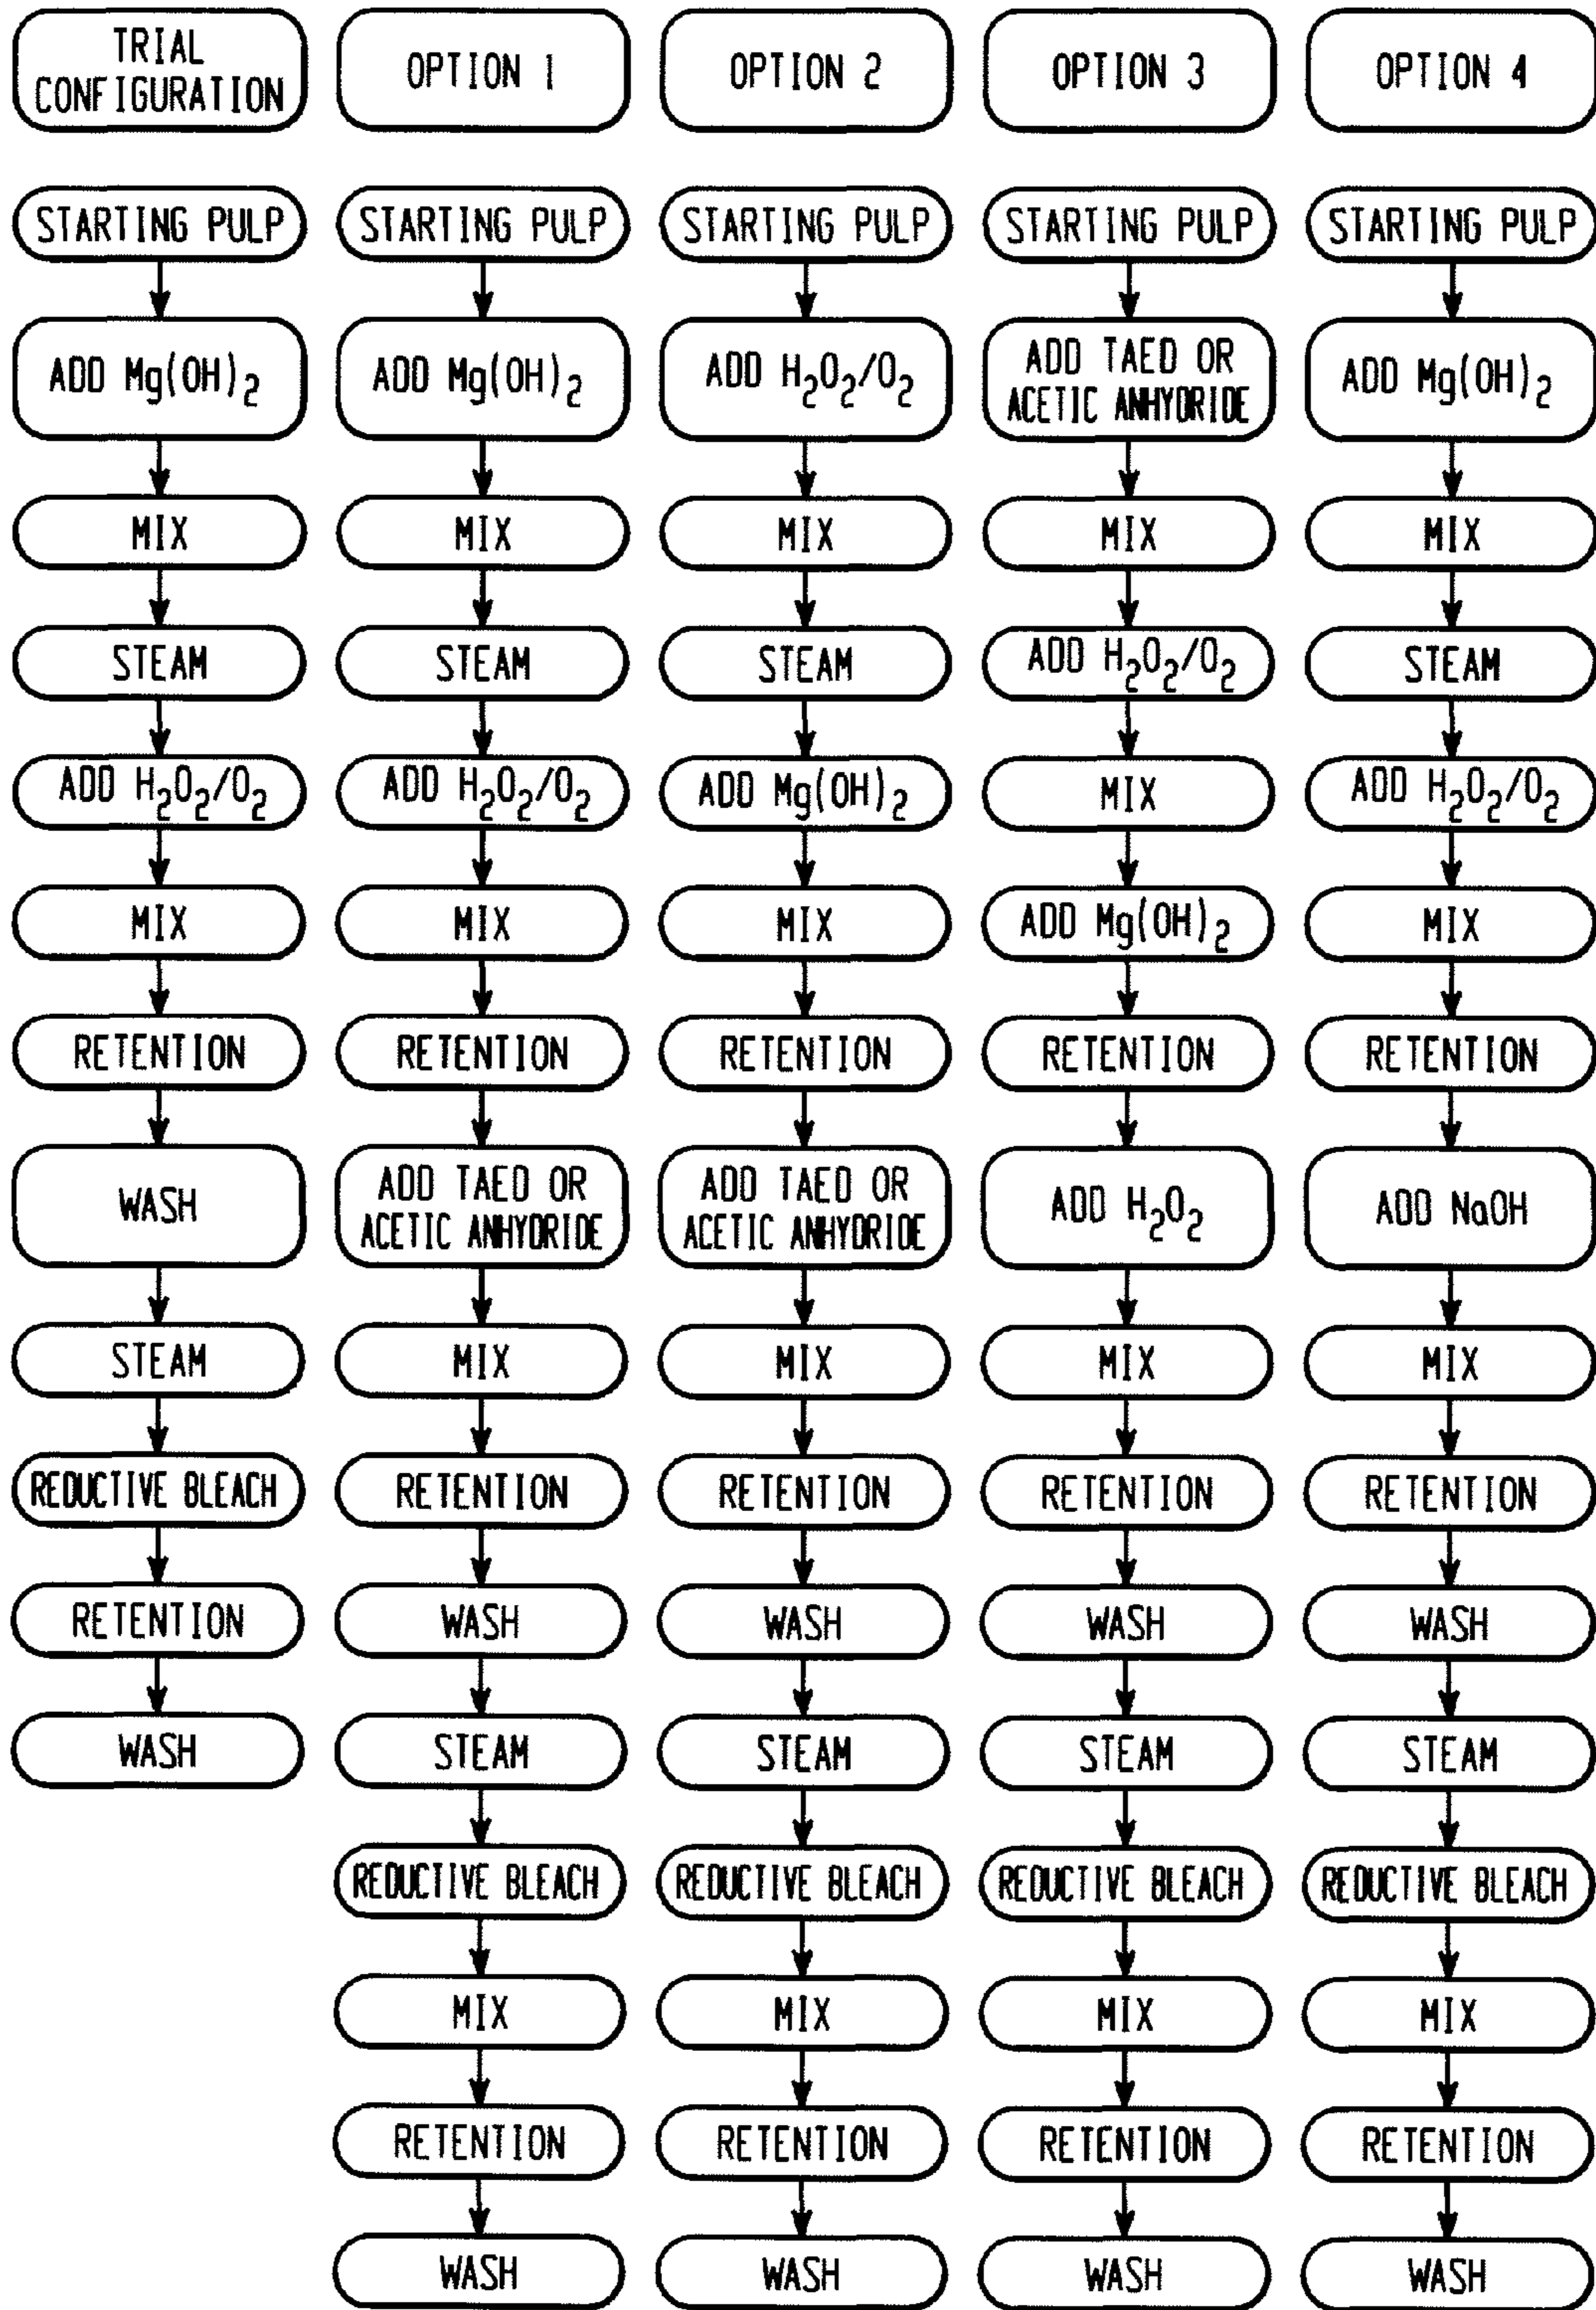 TRIAL
CONFIGURATION
STARTING PULP
ADD Mg(OH)2
MIX
STEAM
ADD H2O2/O2
MIX
RETENTION
WASH
STEAM
REDUCTIVE BLEACH
RETENTION
WASH
OPTION 1
STARTING PULP
ADD Mg(OH)2
MIX
STEAM
ADD H2O2/O2
MIX
RETENTION
ADD TAED OR
ACETIC ANHYDRIDE
MIX
RETENTION
WASH
STEAM
REDUCTIVE BLEACH
MIX
RETENTION
WASH
OPTION 2
STARTING PULP
ADD H2O2/O2
MIX
STEAM
ADD Mg(OH)2
MIX
RETENTION
ADD TAED OR
ACETIC ANHYDRIDE
MIX
RETENTION
WASH
STEAM
REDUCTIVE BLEACH
MIX
RETENTION
WASH
OPTION 3
STARTING PULP
ADD TAED OR
ACETIC ANHYDRIDE
MIX
ADD H2O2/O2
MIX
ADD Mg(OH)2
RETENTION
ADD H2O2
MIX
RETENTION
WASH
STEAM
REDUCTIVE BLEACH
MIX
RETENTION
WASH
OPTION 4
STARTING PULP
ADD Mg(OH)2
MIX
STEAM
ADD H2O2/O2
MIX
RETENTION
ADD NaOH
MIX
RETENTION
WASH
STEAM
REDUCTIVE BLEACH
MIX
RETENTION
WASH